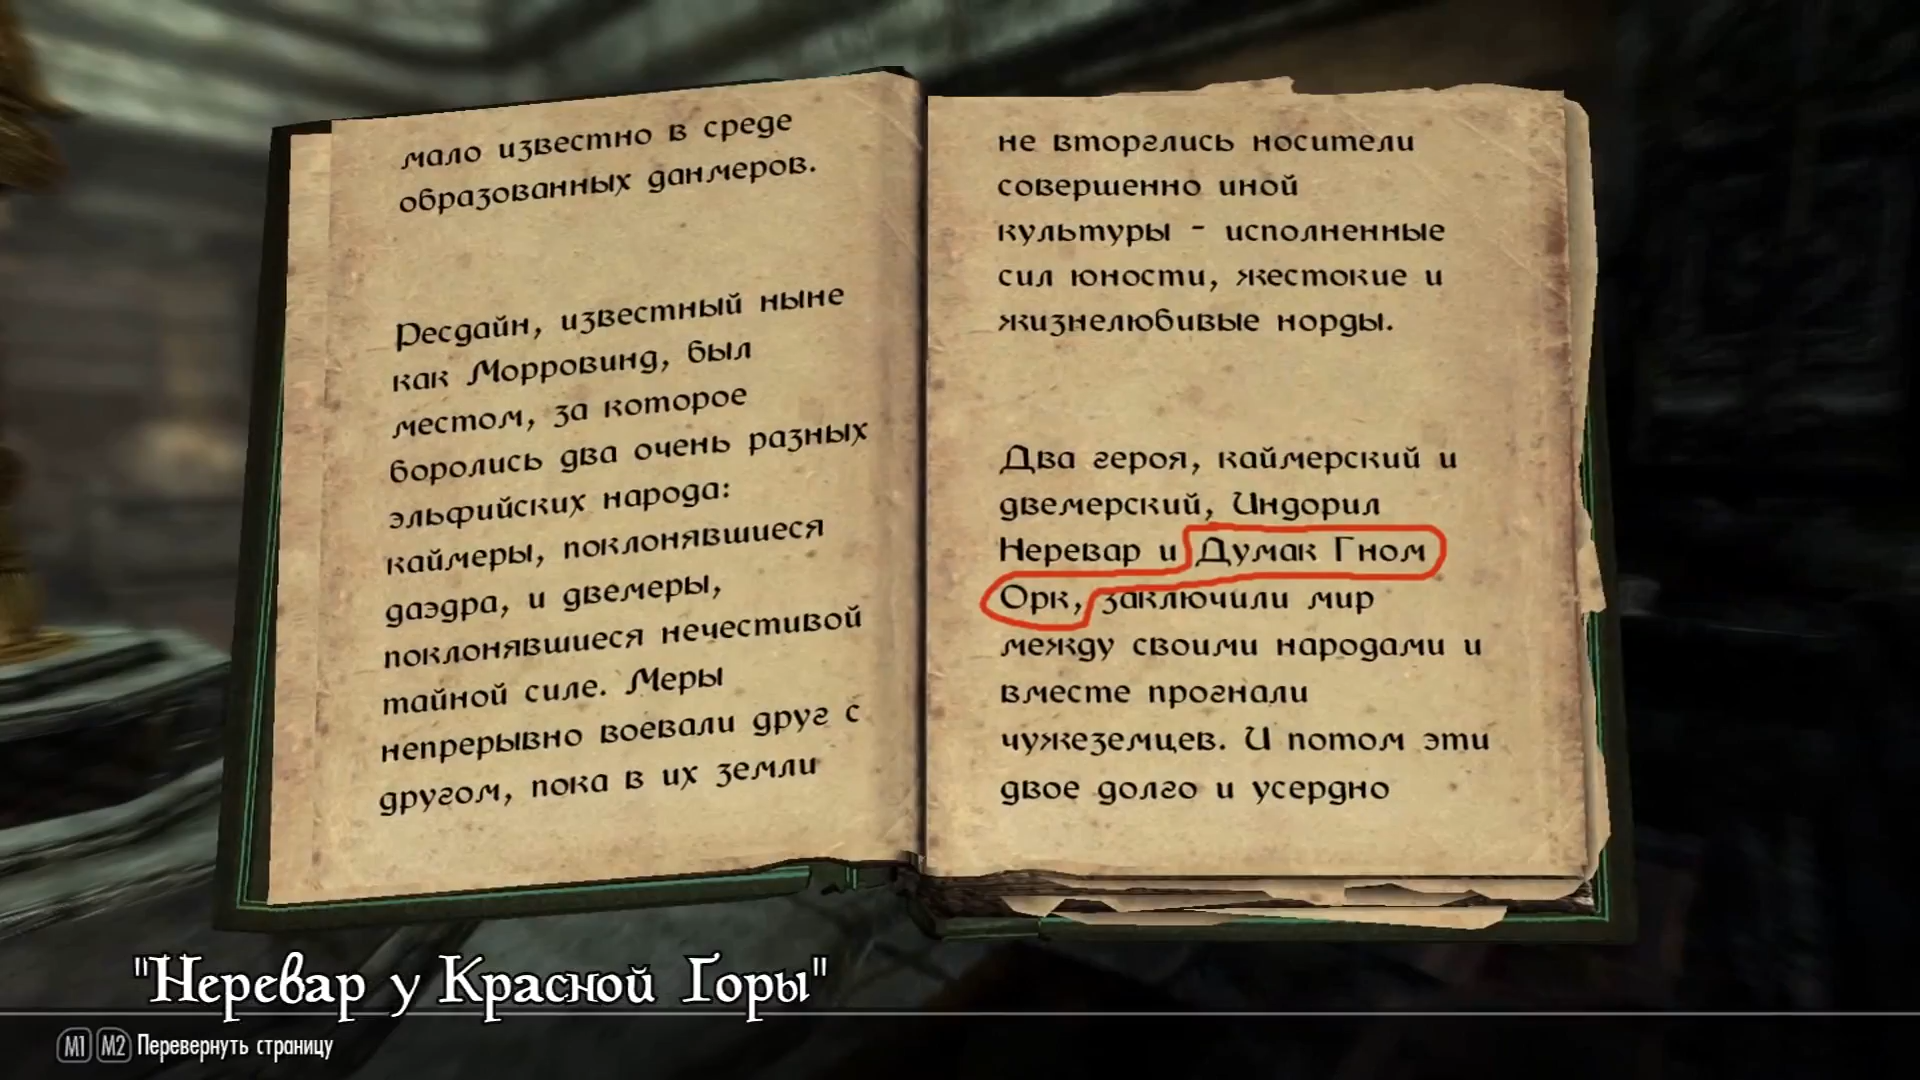 мало известно в среде
образованных данмеров.
Ресдайн, известный ныне
как Морровинд, был
местом, за которое
боролись два очень разных
эльфийских народа:
каймеры, поклонявшиеся
даэдра, и двемеры,
поклонявшиеся нечестивой
тайной силе. Меры
непрерывно воевали друг с
другом, пока в их земли
не вторглись носители
совершенно иной
культуры - исполненные
сил юности, жестокие и
жизнелюбивые норды.
Два героя, каймерский и
двемерский, Индорил
Неревар и Думак Гном
Орк, заключили мир
между своими народами и
вместе прогнали
чужеземцев. И потом эти
двое долго и усердно
"Неревар у Красной Горы"
M1 M2 Перевернуть страницу